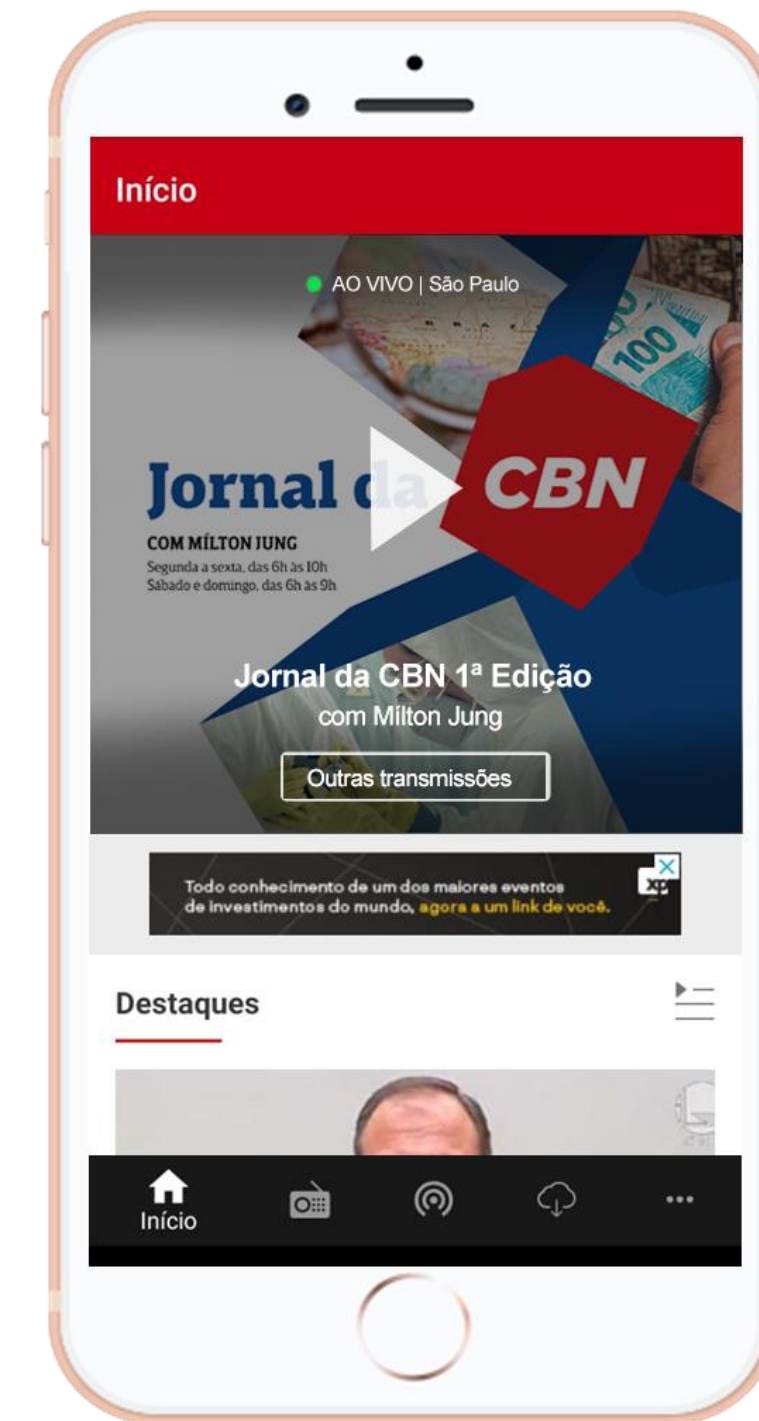 Início
AO VIVO | São Paulo
100
Jornal da CBN
COM MÍLTON JUNG
Segunda a sexta, das 6h às 10h
Sábado e domingo, das 6h às 9h
Jornal da CBN 1ª Edição
com Mílton Jung
Outras transmissões
Todo conhecimento de um dos maiores eventos
de investimentos do mundo, agora a um link de você.
xp
Destaques
Início